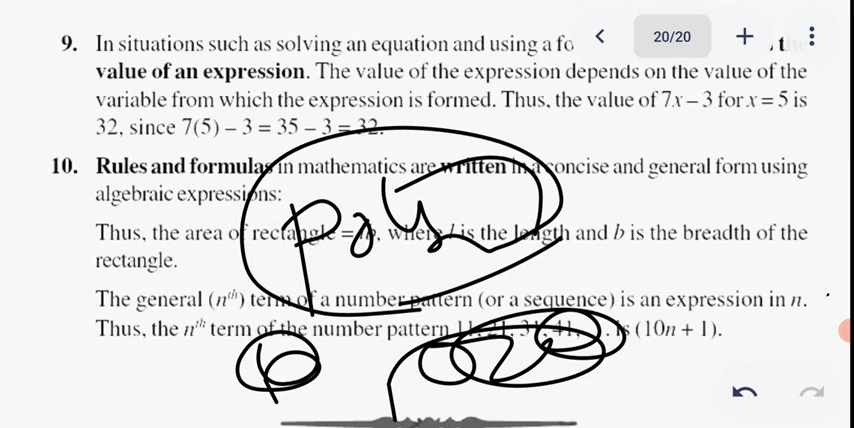 9. In situations such as solving an equation and using a fo
20/20
value of an expression. The value of the expression depends on the value of the
variable from which the expression is formed. Thus, the value of 7x – 3 for x = 5 is
32, since 7(5) – 3 = 35 – 3 = 32.
10. Rules and formulas in mathematics are written in a concise and general form using
algebraic expressions:
Thus, the area of rectangle = lb, where l is the length and b is the breadth of the
rectangle.
The general (nth) term of a number pattern (or a sequence) is an expression in n.
Thus, the nth term of the number pattern 11, 21, 31, 41, . . . is (10n + 1).